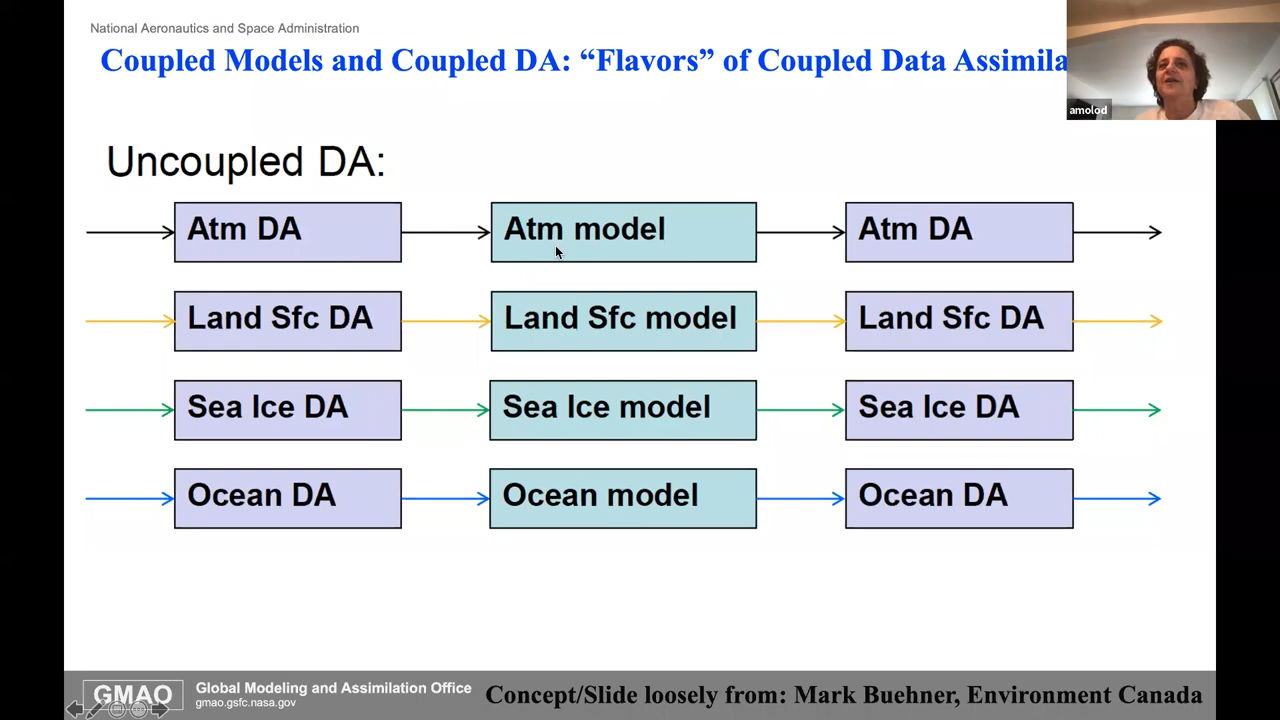 National Aeronautics and Space Administration
Coupled Models and Coupled DA: “Flavors” of Coupled Data Assimila
amolod
Uncoupled DA:
Atm DA Atm model Atm DA
Land Sfc DA Land Sfc model Land Sfc DA
Sea Ice DA Sea Ice model Sea Ice DA
Ocean DA Ocean model Ocean DA
GMAO
Global Modeling and Assimilation Office
gmao.gsfc.nasa.gov
Concept/Slide loosely from: Mark Buehner, Environment Canada